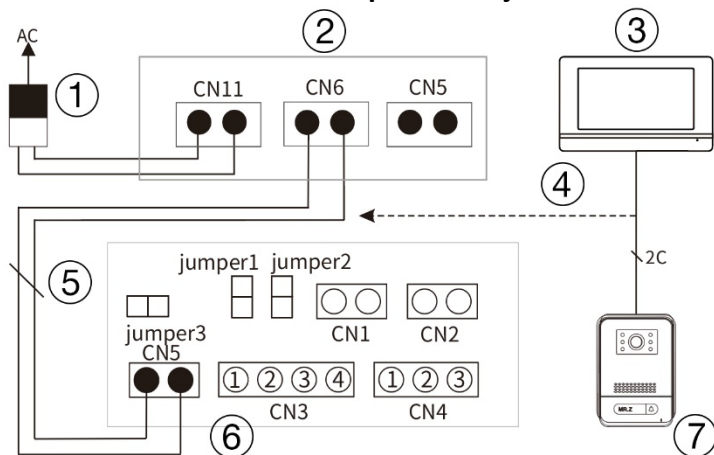 AC
①
②
③
CN11
CN6
CN5
④
2C
⑤
jumper1
jumper2
jumper3
CN1
CN2
CN5
① ② ③ ④
CN3
① ② ③
CN4
⑥
MR.Z
⑦